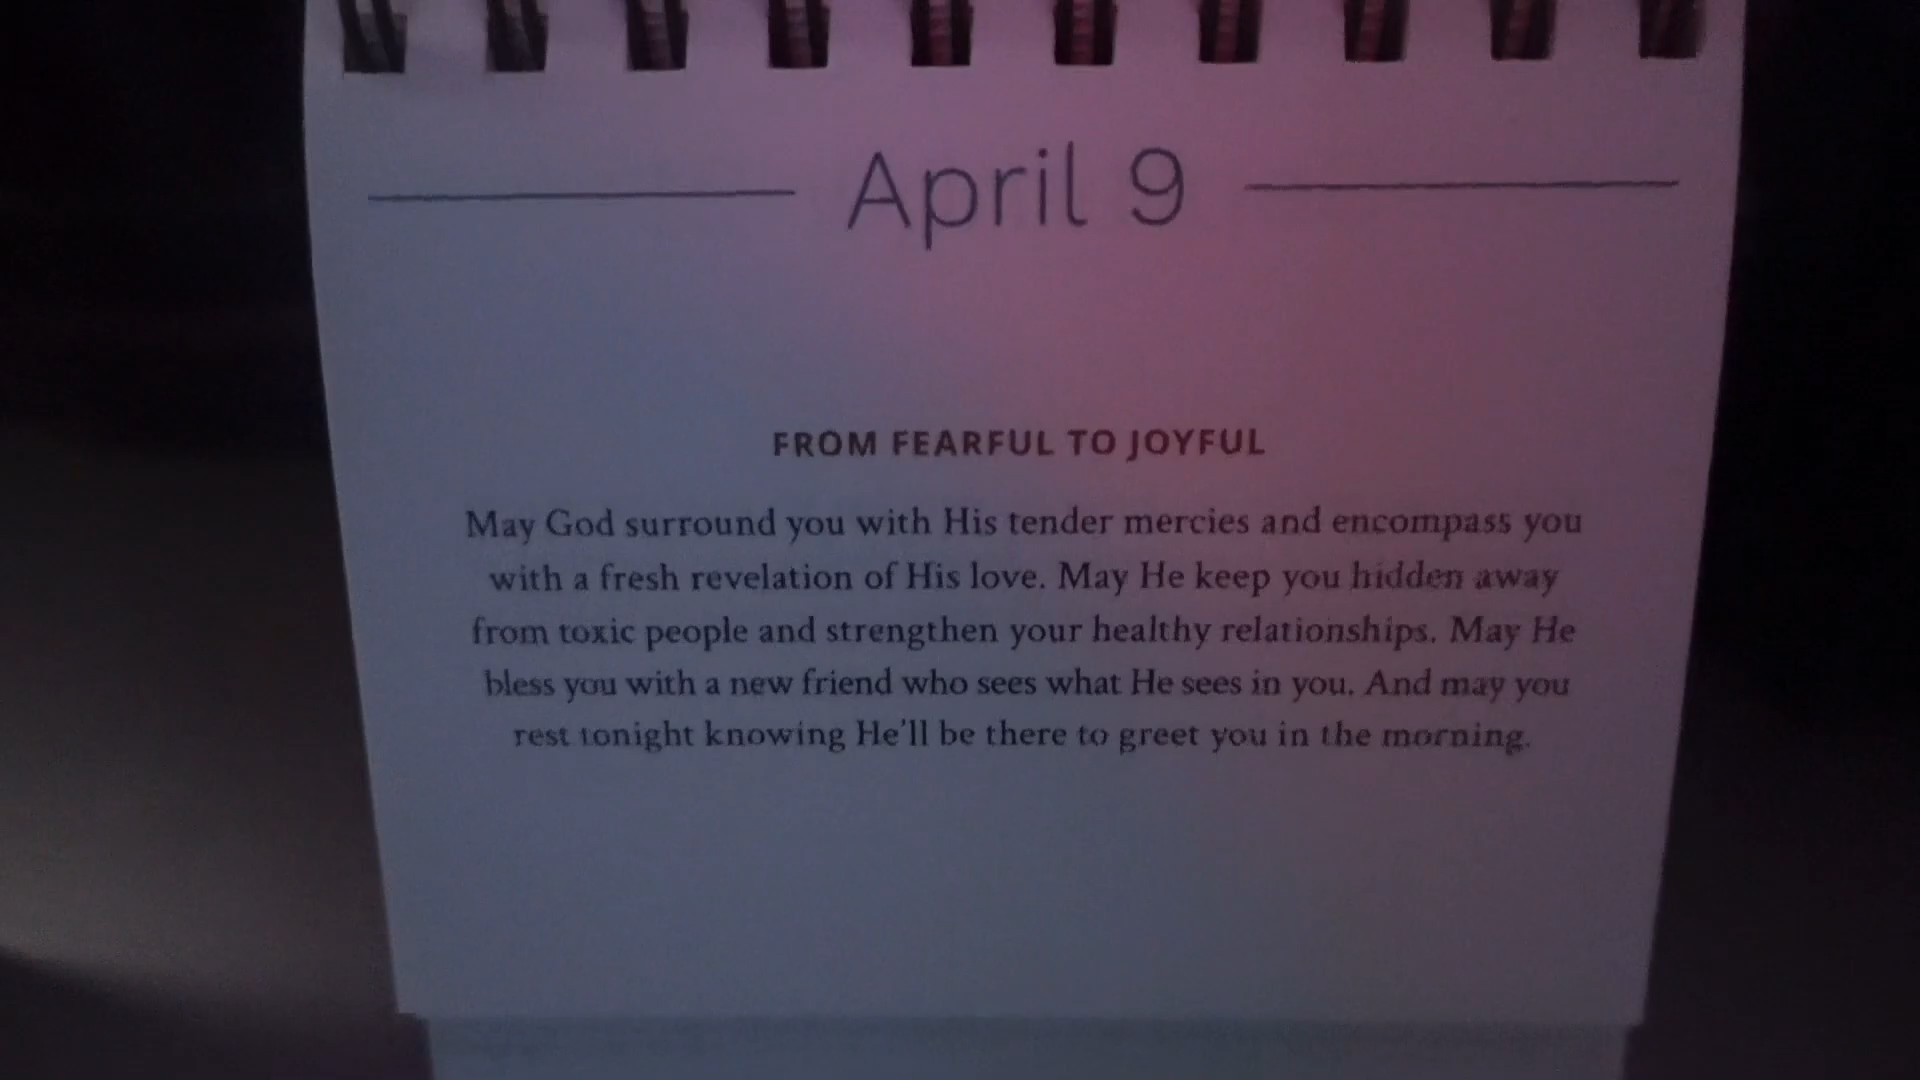 April 9
FROM FEARFUL TO JOYFUL
May God surround you with His tender mercies and encompass you
with a fresh revelation of His love. May He keep you hidden away
from toxic people and strengthen your healthy relationships. May He
bless you with a new friend who sees what He sees in you. And may you
rest tonight knowing He'll be there to greet you in the morning.